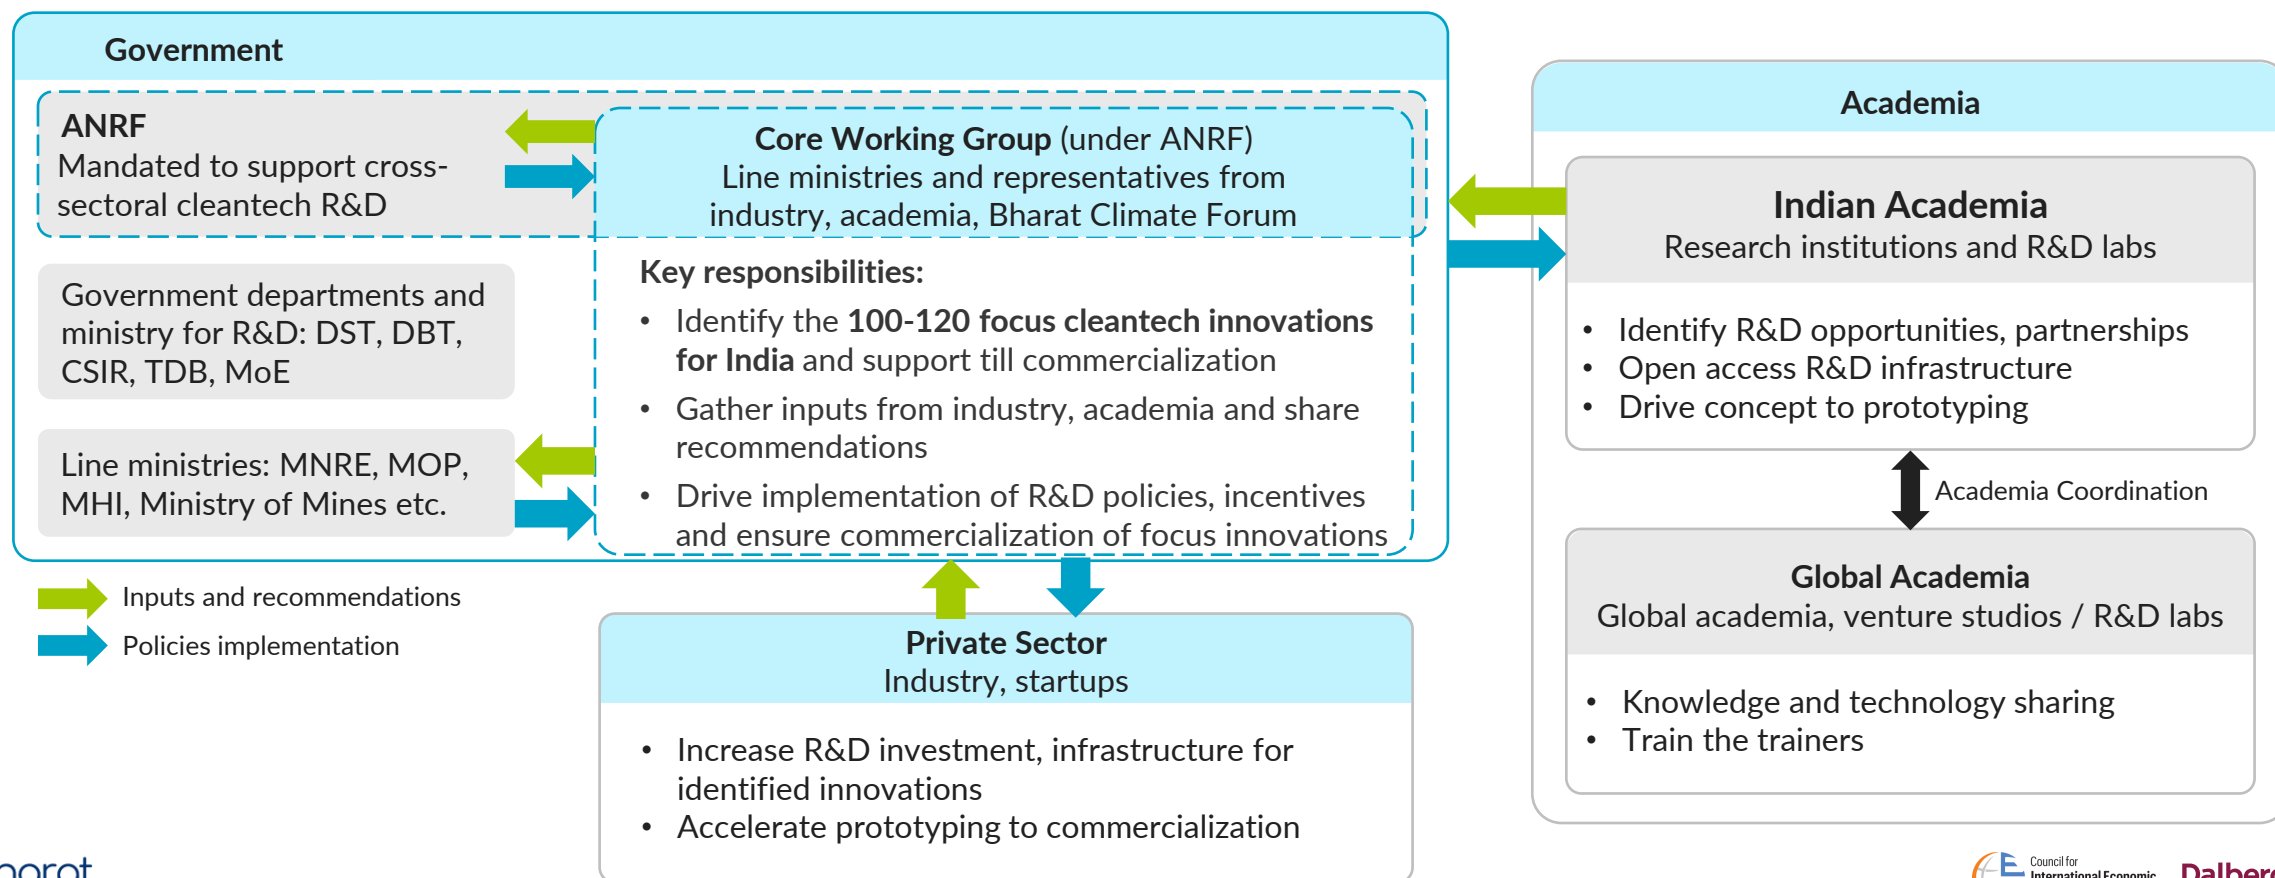 Government
ANRF
Mandated to support cross-
sectoral cleantech R&D
Core Working Group (under ANRF)
Line ministries and representatives from
industry, academia, Bharat Climate Forum
Government departments and
ministry for R&D: DST, DBT,
CSIR, TDB, MoE
Line ministries: MNRE, MOP,
MHI, Ministry of Mines etc.
Key responsibilities:
• Identify the 100-120 focus cleantech innovations
for India and support till commercialization
• Gather inputs from industry, academia and share
recommendations
• Drive implementation of R&D policies, incentives
and ensure commercialization of focus innovations
Inputs and recommendations
Policies implementation
Private Sector
Industry, startups
• Increase R&D investment, infrastructure for
identified innovations
• Accelerate prototyping to commercialization
Academia
Indian Academia
Research institutions and R&D labs
• Identify R&D opportunities, partnerships
• Open access R&D infrastructure
• Drive concept to prototyping
Academia Coordination
Global Academia
Global academia, venture studios / R&D labs
• Knowledge and technology sharing
• Train the trainers
Council for
International Economic